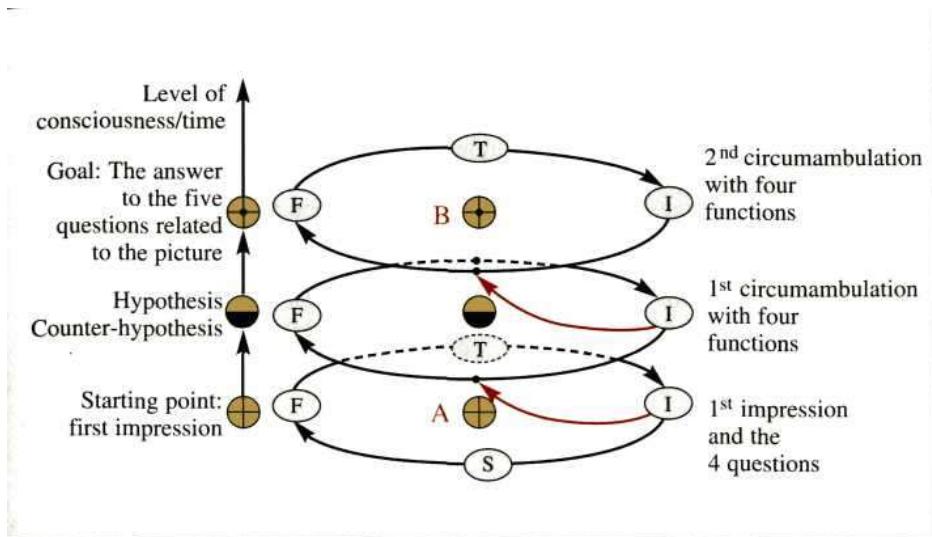 Level of
consciousness/time
Goal: The answer
to the five
questions related
to the picture
Hypothesis
Counter-hypothesis
Starting point:
first impression
T
F
B
I
F
I
T
F
A
I
S
2nd circumambulation
with four
functions
1st circumambulation
with four
functions
1st impression
and the
4 questions